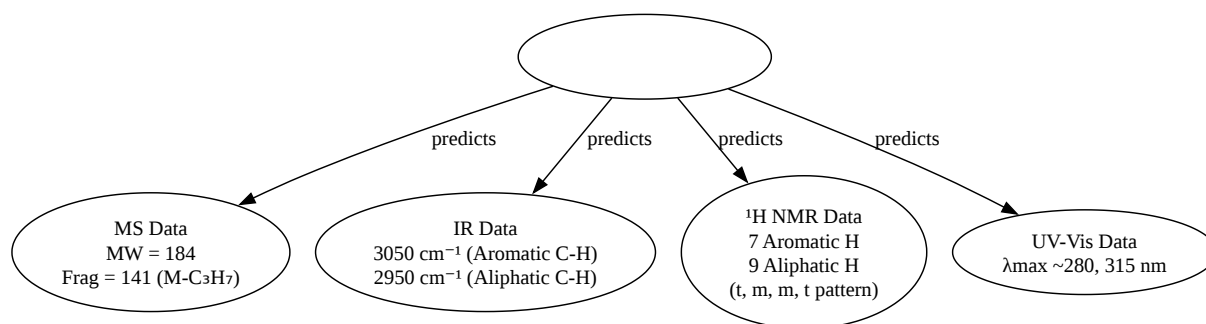 predicts
predicts
predicts
predicts
MS Data
MW = 184
Frag = 141 (M-C₃H₇)
IR Data
3050 cm⁻¹ (Aromatic C-H)
2950 cm⁻¹ (Aliphatic C-H)
¹H NMR Data
7 Aromatic H
9 Aliphatic H
(t, m, m, t pattern)
UV-Vis Data
λmax ~280, 315 nm